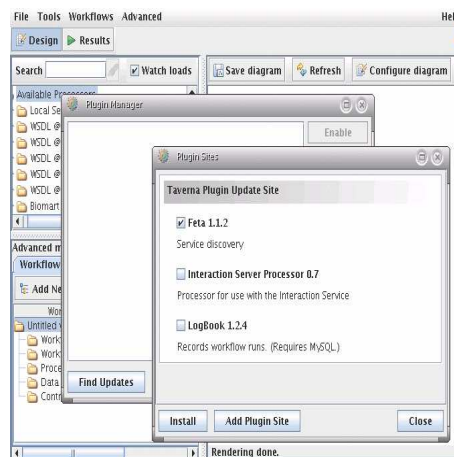 File Tools Workflows Advanced Hel
Design Results
Search Watch loads Save diagram Refresh Configure diagram
Available Processors
Local Se
WSDL @
WSDL @
WSDL @
WSDL @
WSDL @
Biomart
Plugin Manager
Enable
Plugin Sites
Taverna Plugin Update Site
Feta 1.1.2
Service discovery
Interaction Server Processor 0.7
Processor for use with the Interaction Service
LogBook 1.2.4
Records workflow runs. (Requires MySQL.)
Advanced m
Workflow
Add Ne
Wor
Untitled
Work
Work
Proce
Data
Contr
Find Updates
Install Add Plugin Site Close
Rendering done.